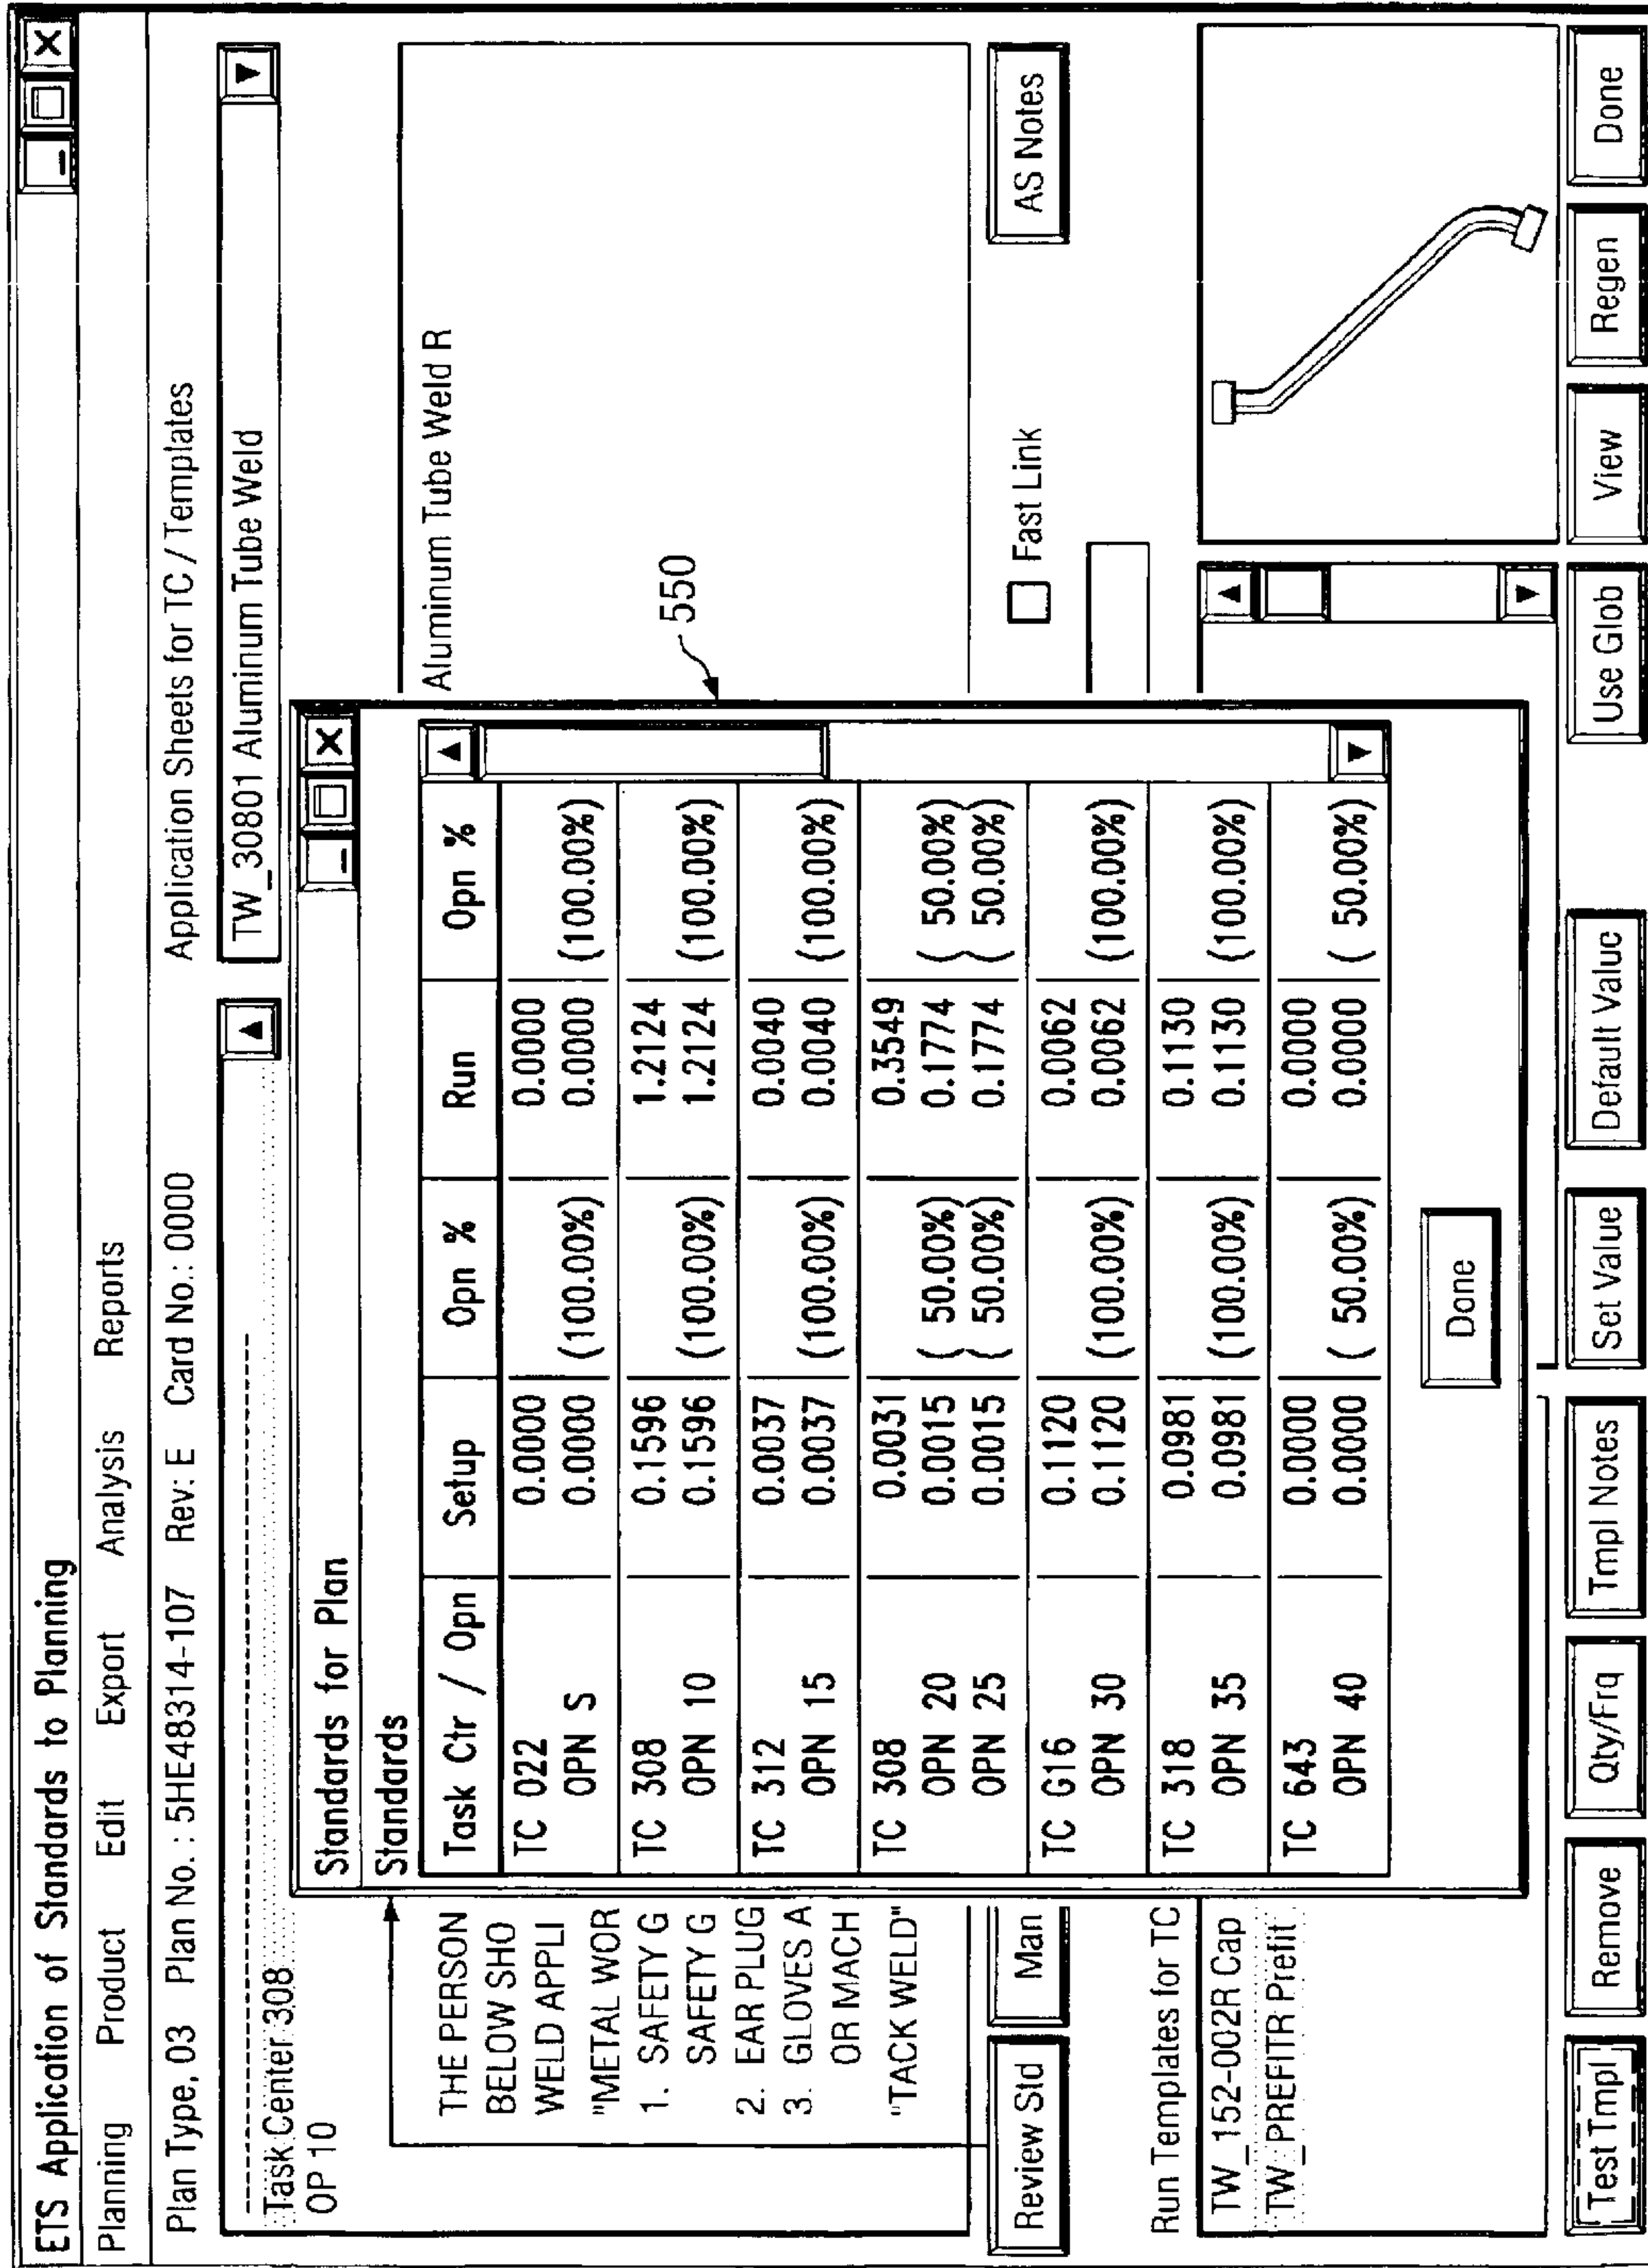 ETS Application of Standards to Planning
Planning Product Edit Export Analysis Reports
Plan Type, 03 Plan No.: 5HE48314-107 Rev: E Card No.: 0000 Application Sheets for TC / Templates
TW_30801 Aluminum Tube Weld
Task Center 308
OP 10
THE PERSON
BELOW SHO
WELD APPLI
"METAL WOR
1. SAFETY G
SAFETY G
2. EAR PLUG
3. GLOVES A
OR MACH
"TACK WELD"
Aluminum Tube Weld R
Standards for Plan
Standards
Task Ctr / Opn Setup Opn % Run Opn %
TC 022 0.0000 0.0000
OPN S 0.0000 (100.00%) 0.0000 (100.00%)
TC 308 0.1596 1.2124
OPN 10 0.1596 (100.00%) 1.2124 (100.00%)
TC 312 0.0037 0.0040
OPN 15 0.0037 (100.00%) 0.0040 (100.00%)
TC 308 0.0031 0.3549
OPN 20 0.0015 ( 50.00%) 0.1774 ( 50.00%)
OPN 25 0.0015 ( 50.00%) 0.1774 ( 50.00%)
TC G16 0.1120 0.0062
OPN 30 0.1120 (100.00%) 0.0062 (100.00%)
TC 318 0.0981 0.1130
OPN 35 0.0981 (100.00%) 0.1130 (100.00%)
TC 643 0.0000 0.0000
OPN 40 0.0000 ( 50.00%) 0.0000 ( 50.00%)
Done
550
Review Std Man Fast Link AS Notes
Run Templates for TC
TW_152-002R Cap
TW_PREFITR Prefit
Test Tmpl Remove Qty/Frq Tmpl Notes Set Value Default Value Use Glob View Regen Done